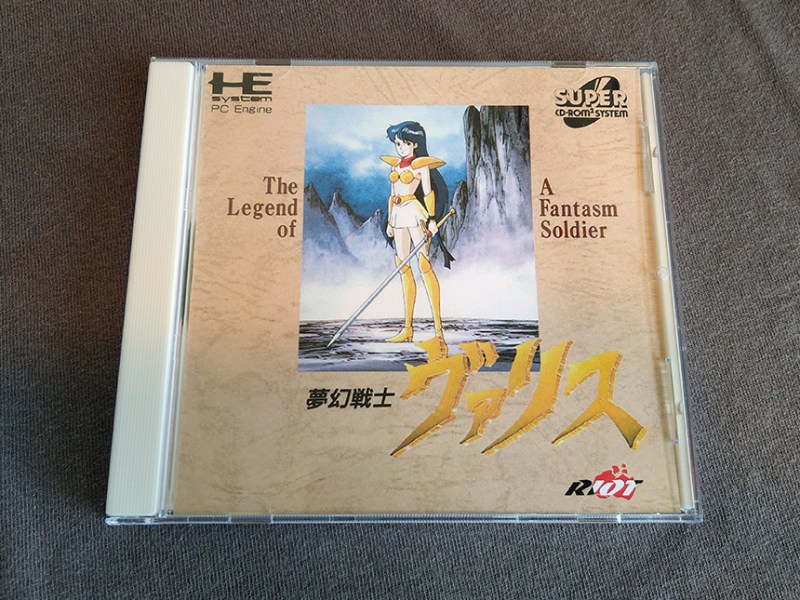 HE
system
PC Engine
SUPER
CD-ROM² SYSTEM
The
Legend
of
A
Fantasm
Soldier
夢幻戦士
ヴァリス
RIOT